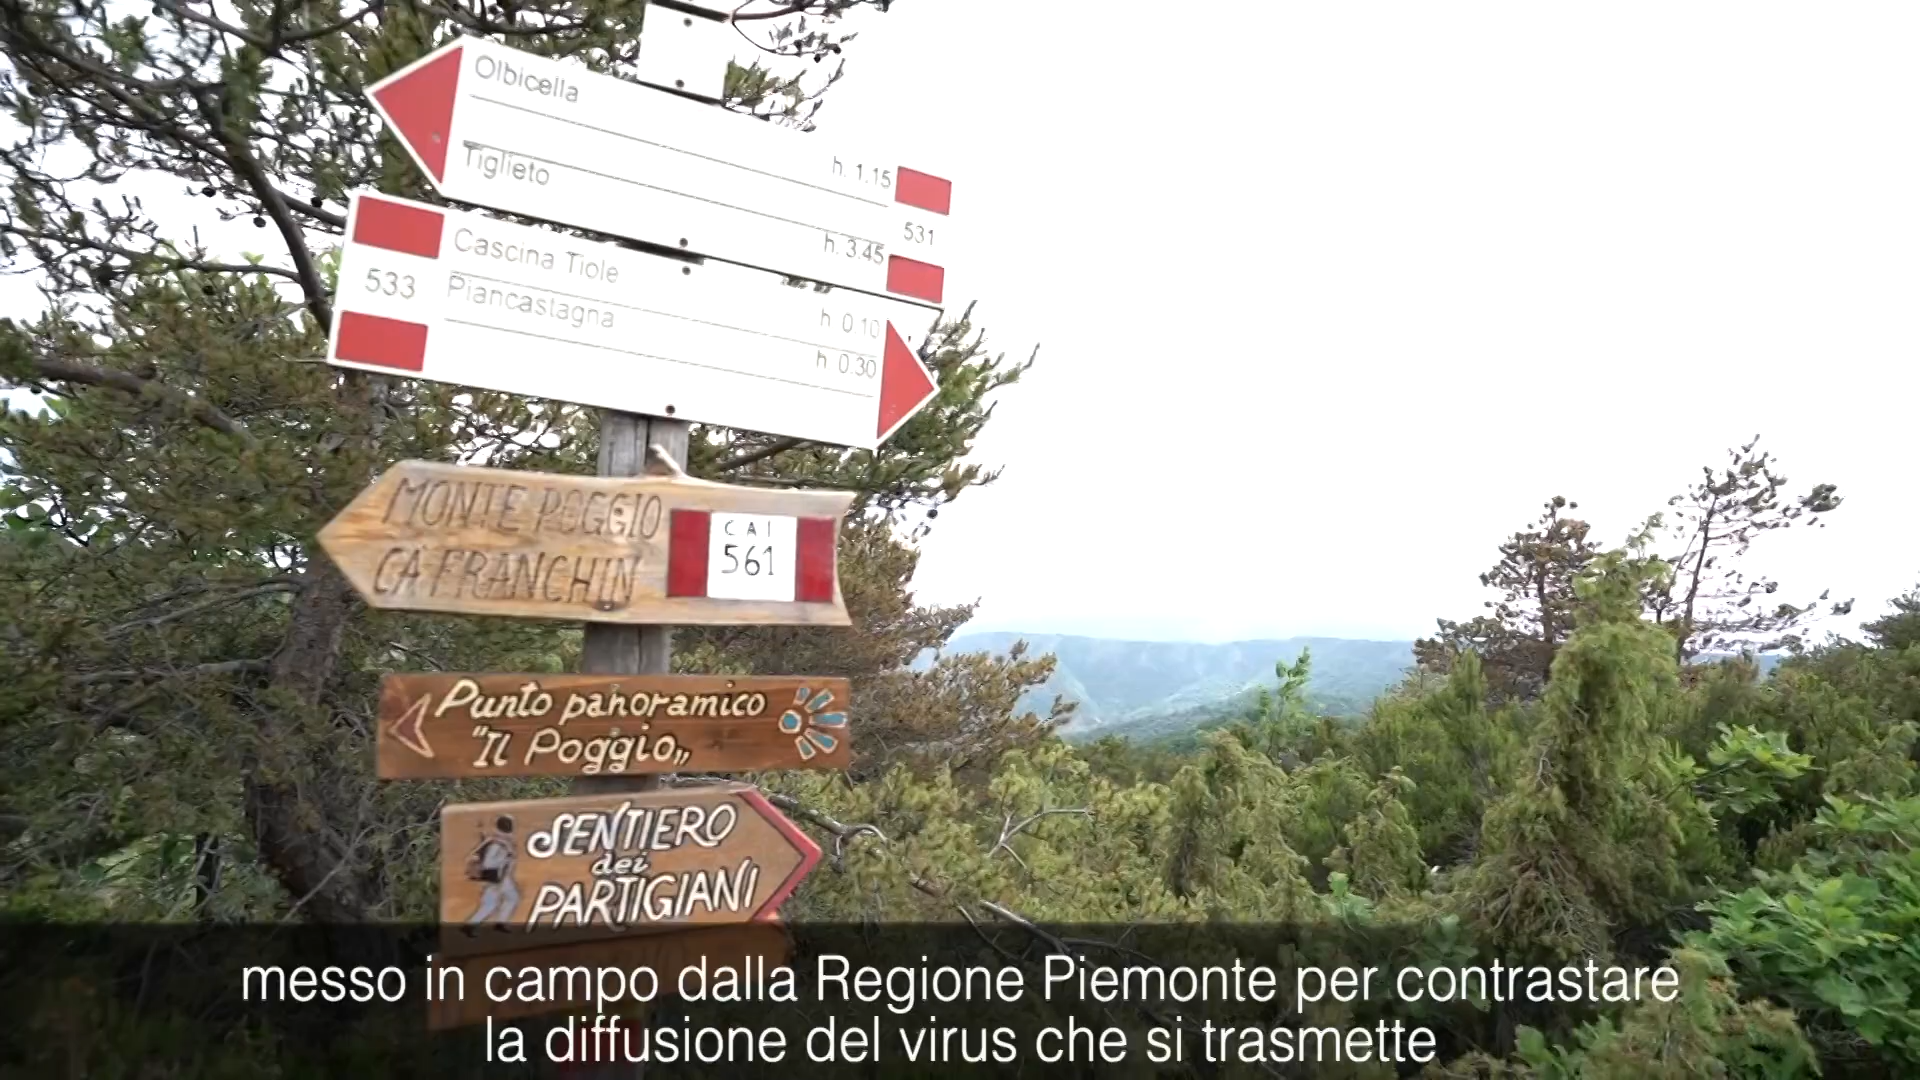 Olbicella
h. 1.15
Tiglieto
h. 3.45
531
533
Cascina Tiole
h 0.10
Piancastagna
h 0.30
MONTE POGGIO
CÀ FRANCHIN
CAI
561
Punto panoramico
"Il Poggio„
SENTIERO
dei
PARTIGIANI
messo in campo dalla Regione Piemonte per contrastare
la diffusione del virus che si trasmette